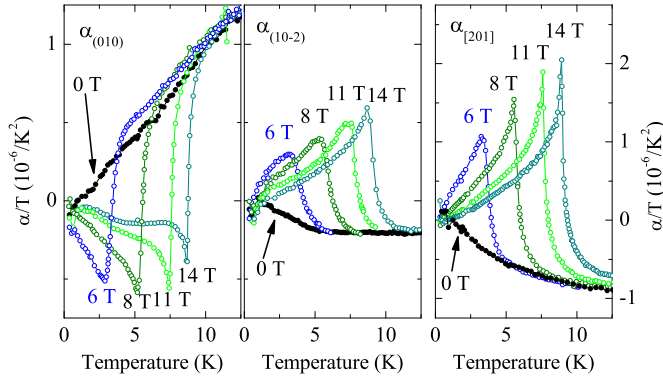 α(010)
α(10-2)
α[201]
1
0
α/T (10⁻⁶/K²)
0 T
6 T
8 T
11 T
14 T
0 5 10
Temperature (K)
6 T
8 T
11 T
14 T
0 T
0 5 10
Temperature (K)
6 T
8 T
11 T
14 T
0 T
0 5 10
Temperature (K)
2
1
0
-1
α/T (10⁻⁶/K²)